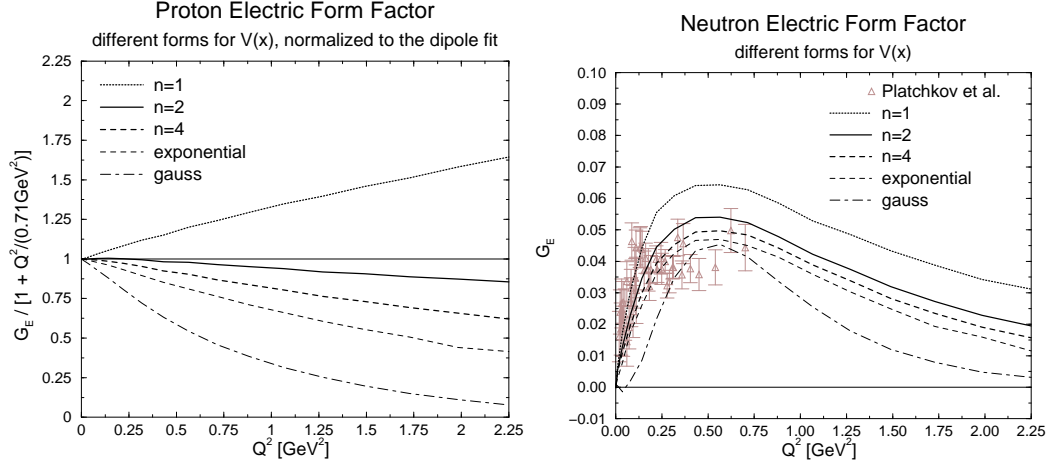 Proton Electric Form Factor
different forms for V(x), normalized to the dipole fit
2.25
2
1.75
1.5
1.25
1
0.75
0.5
0.25
0
G_E / [1 + Q^2/(0.71GeV^2)]
n=1
n=2
n=4
exponential
gauss
0 0.25 0.5 0.75 1 1.25 1.5 1.75 2 2.25
Q^2 [GeV^2]
Neutron Electric Form Factor
different forms for V(x)
0.10
0.09
0.08
0.07
0.06
0.05
0.04
0.03
0.02
0.01
0.00
−0.01
G_E
Platchkov et al.
n=1
n=2
n=4
exponential
gauss
0.00 0.25 0.50 0.75 1.00 1.25 1.50 1.75 2.00 2.25
Q^2 [GeV^2]